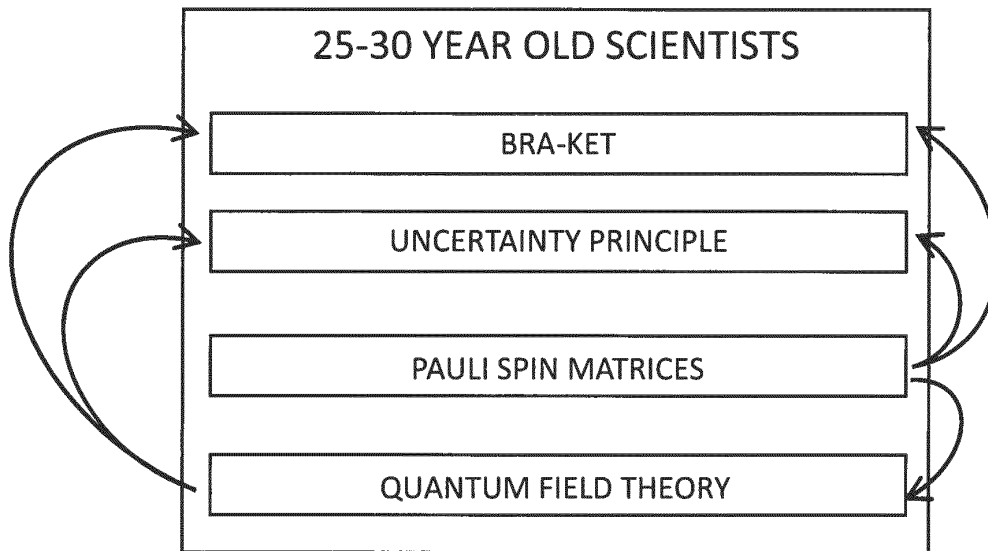 25-30 YEAR OLD SCIENTISTS
BRA-KET
UNCERTAINTY PRINCIPLE
PAULI SPIN MATRICES
QUANTUM FIELD THEORY